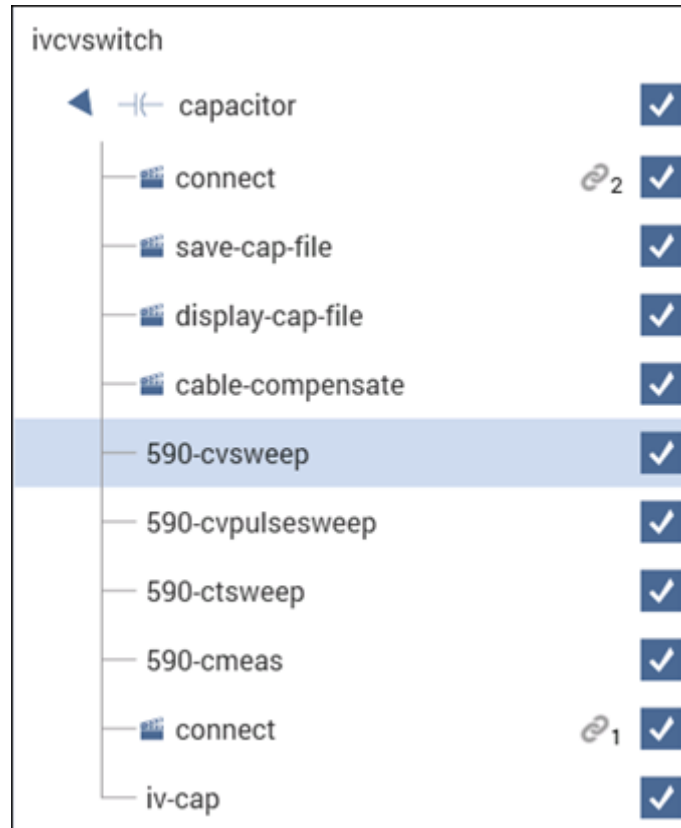 ivcvswitch
capacitor
connect 2
save-cap-file
display-cap-file
cable-compensate
590-cvsweep
590-cvpulsesweep
590-ctsweep
590-cmeas
connect 1
iv-cap